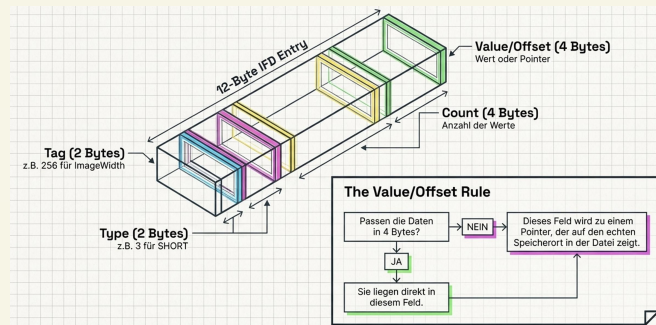 12-Byte IFD Entry
Value/Offset (4 Bytes)
Wert oder Pointer
Count (4 Bytes)
Anzahl der Werte
Tag (2 Bytes)
z.B. 256 für ImageWidth
Type (2 Bytes)
z.B. 3 für SHORT
The Value/Offset Rule
Passen die Daten
in 4 Bytes?
NEIN
Dieses Feld wird zu einem
Pointer, der auf den echten
Speicherort in der Datei zeigt.
JA
Sie liegen direkt in
diesem Feld.